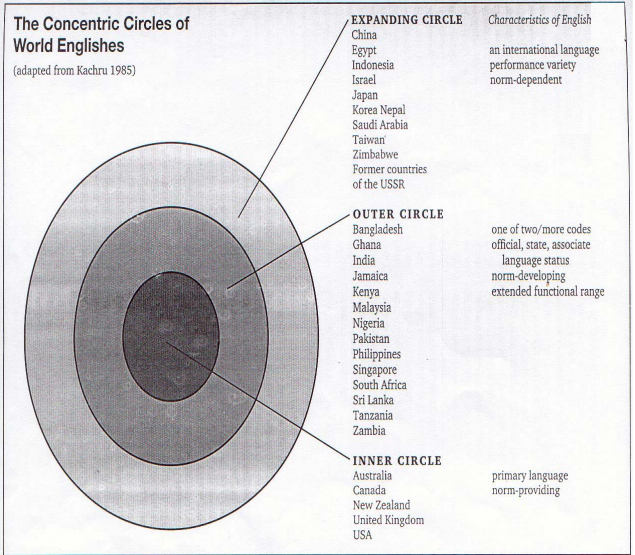 The Concentric Circles of
World Englishes
(adapted from Kachru 1985)
EXPANDING CIRCLE Characteristics of English
China
Egypt an international language
Indonesia performance variety
Israel norm-dependent
Japan
Korea Nepal
Saudi Arabia
Taiwan
Zimbabwe
Former countries
of the USSR
OUTER CIRCLE
Bangladesh one of two/more codes
Ghana official, state, associate
India language status
Jamaica norm-developing
Kenya extended functional range
Malaysia
Nigeria
Pakistan
Philippines
Singapore
South Africa
Sri Lanka
Tanzania
Zambia
INNER CIRCLE
Australia primary language
Canada norm-providing
New Zealand
United Kingdom
USA